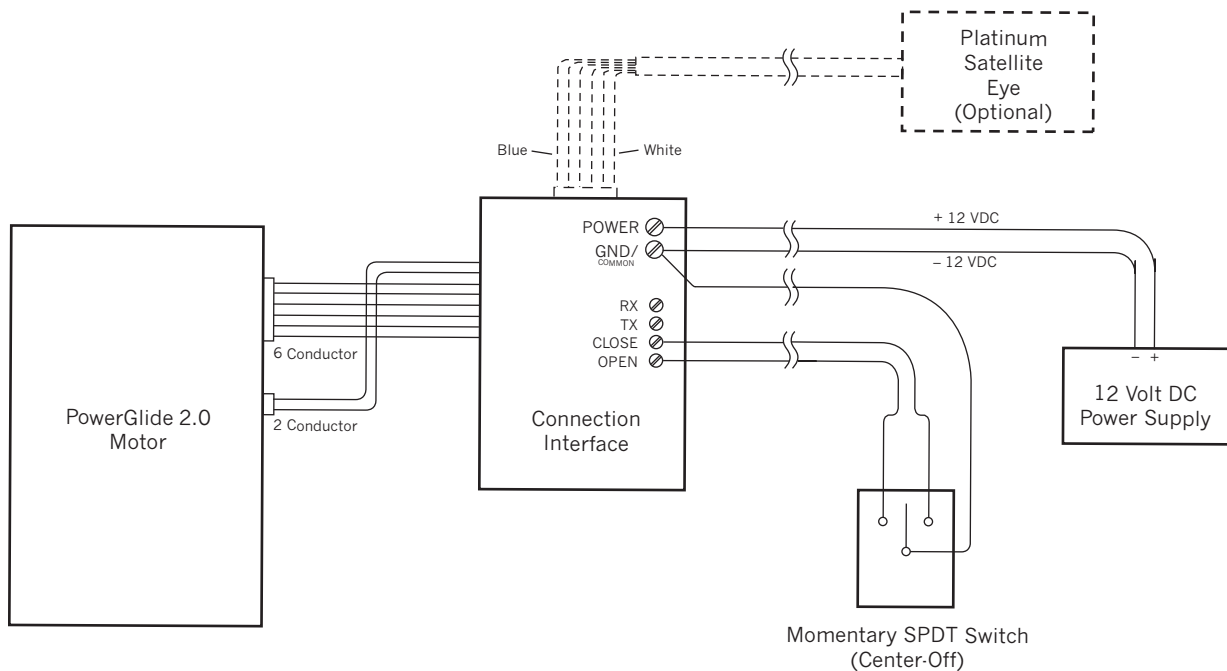 Platinum
Satellite
Eye
(Optional)
Blue
White
POWER
GND/
COMMON
+ 12 VDC
– 12 VDC
RX
TX
CLOSE
OPEN
6 Conductor
2 Conductor
PowerGlide 2.0
Motor
Connection
Interface
– +
12 Volt DC
Power Supply
Momentary SPDT Switch
(Center-Off)